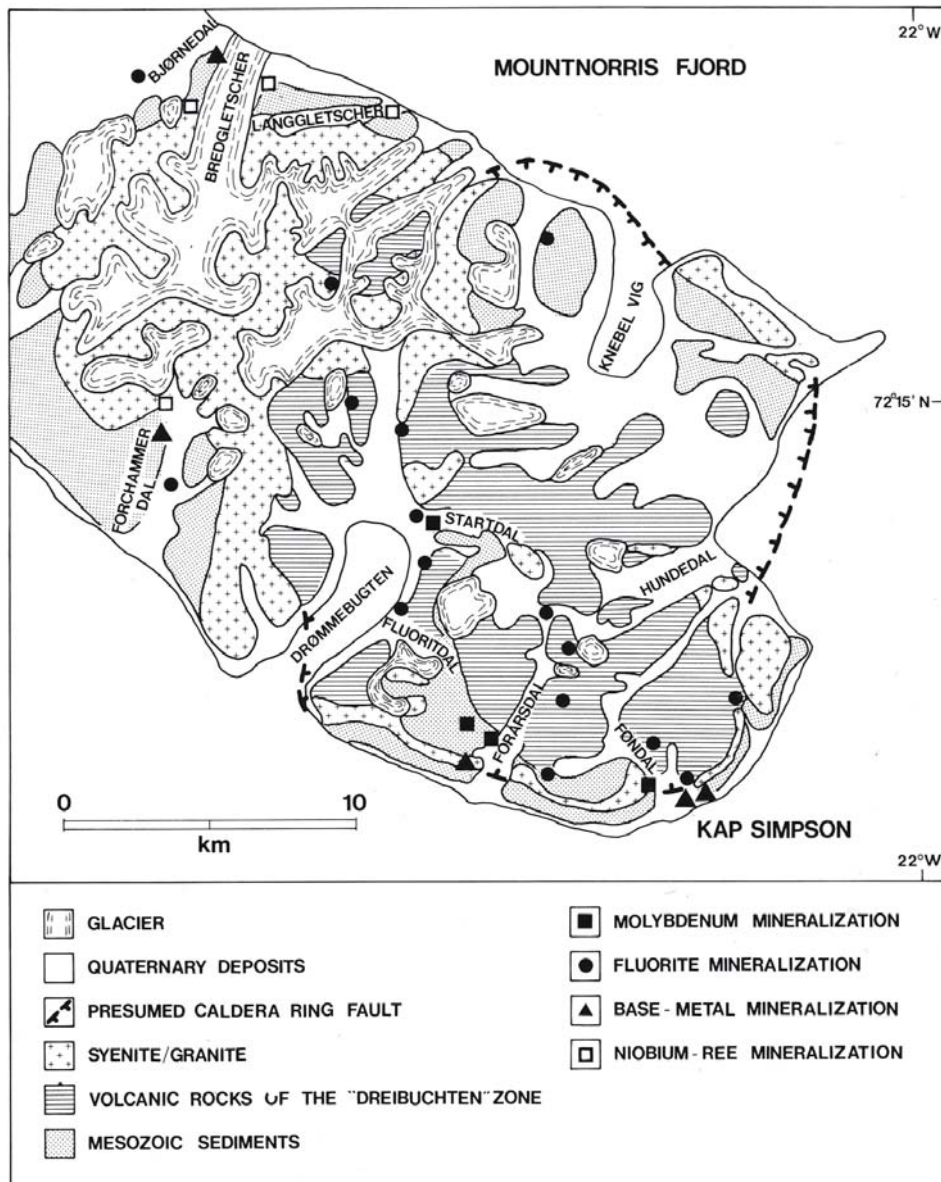 22°W
MOUNTNORRIS FJORD
BJØRNEDAL
BREDGLETSCHER
LANGGLETSCHER
KNEBEL VIG
72°15' N
FORCHAMMER
DAL
STARTDAL
HUNDEDAL
DRØMMEBUGTEN
FLUORITDAL
FORÅRSDAL
FØNDAL
0 10
km
KAP SIMPSON
22°W
GLACIER
QUATERNARY DEPOSITS
PRESUMED CALDERA RING FAULT
SYENITE/GRANITE
VOLCANIC ROCKS OF THE "DREIBUCHTEN" ZONE
MESOZOIC SEDIMENTS
MOLYBDENUM MINERALIZATION
FLUORITE MINERALIZATION
BASE-METAL MINERALIZATION
NIOBIUM-REE MINERALIZATION